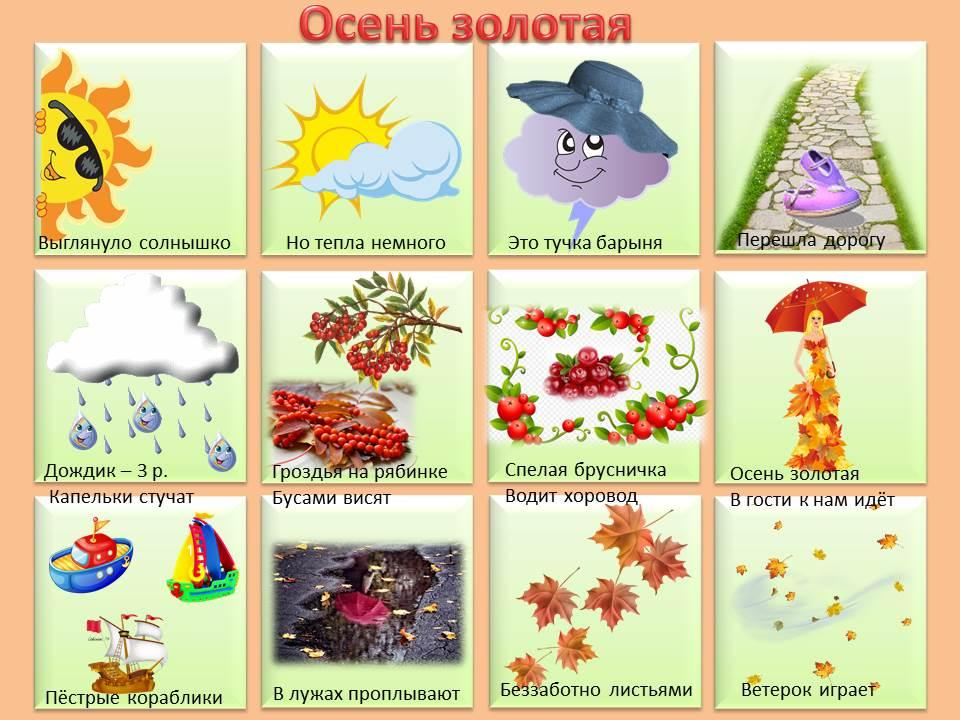 Осень золотая
Выглянуло солнышко
Но тепла немного
Это тучка барыня
Перешла дорогу
Дождик – 3 р.
Капельки стучат
Гроздья на рябинке
Бусами висят
Спелая брусничка
Водит хоровод
Осень золотая
В гости к нам идёт
Пёстрые кораблики
В лужах проплывают
Беззаботно листьями
Ветерок играет